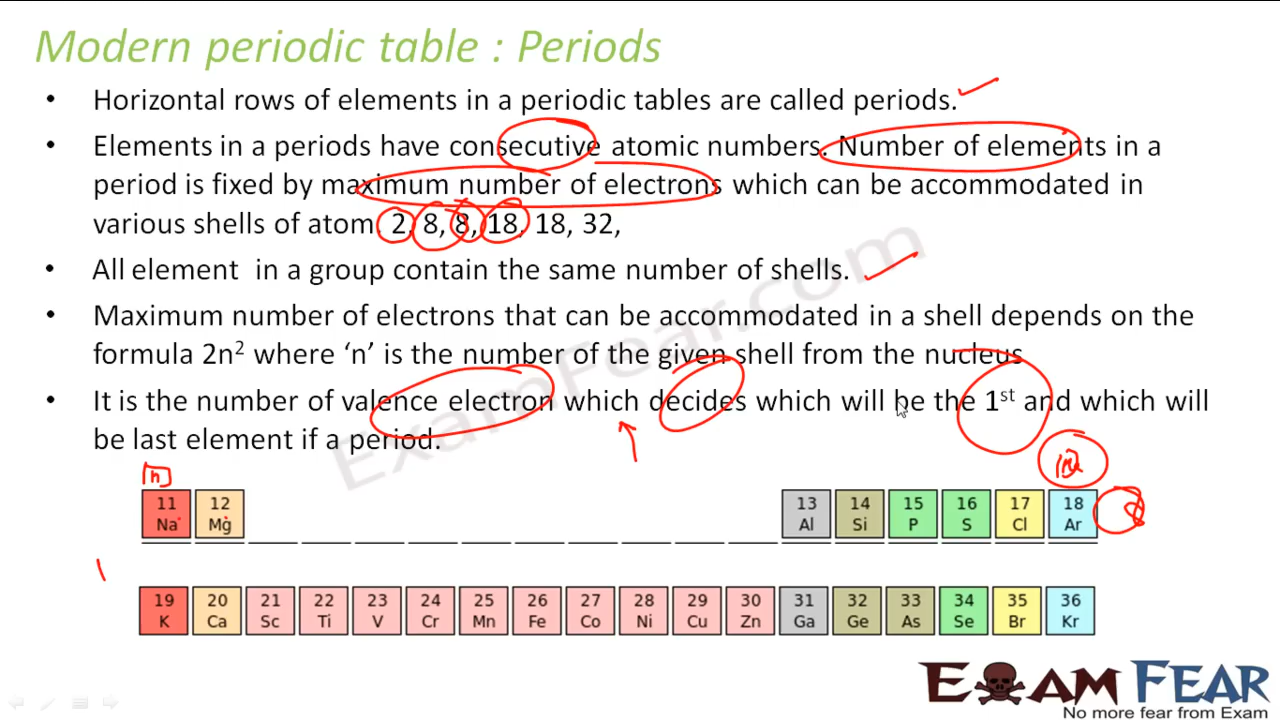 Modern periodic table : Periods
• Horizontal rows of elements in a periodic tables are called periods.
• Elements in a periods have consecutive atomic numbers. Number of elements in a
period is fixed by maximum number of electrons which can be accommodated in
various shells of atom. 2, 8, 8, 18, 18, 32,
• All element in a group contain the same number of shells.
• Maximum number of electrons that can be accommodated in a shell depends on the
formula 2n² where ‘n’ is the number of the given shell from the nucleus
• It is the number of valence electron which decides which will be the 1st and which will
be last element if a period.
11 12 13 14 15 16 17 18
Na Mg Al Si P S Cl Ar
19 20 21 22 23 24 25 26 27 28 29 30 31 32 33 34 35 36
K Ca Sc Ti V Cr Mn Fe Co Ni Cu Zn Ga Ge As Se Br Kr
ExamFear.com
EXAM FEAR
No more fear from Exam